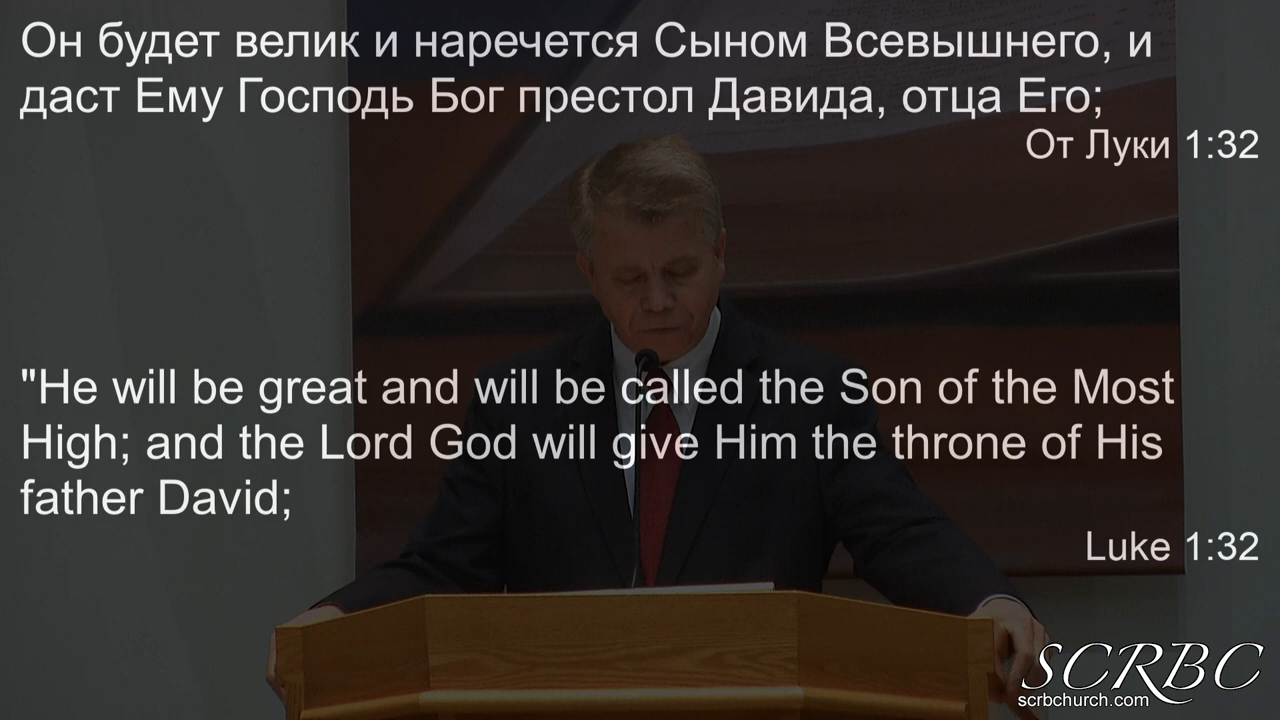 Он будет велик и наречется Сыном Всевышнего, и
даст Ему Господь Бог престол Давида, отца Его;
От Луки 1:32
"He will be great and will be called the Son of the Most
High; and the Lord God will give Him the throne of His
father David;
Luke 1:32
SCRBC
scrbchurch.com